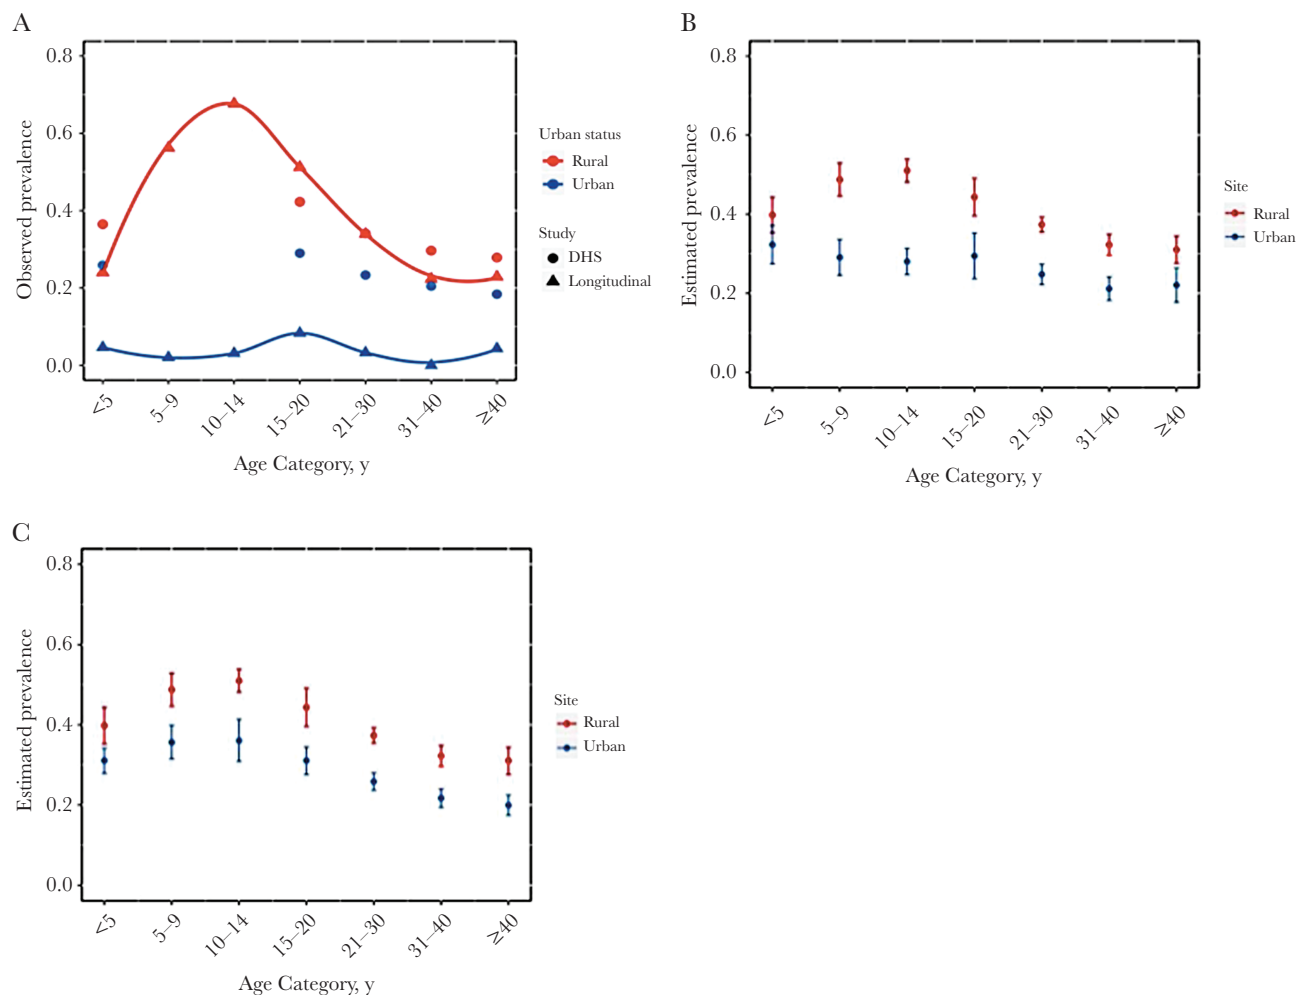 A
Observed prevalence
0.8
0.6
0.4
0.2
0.0
<5
5–9
10–14
15–20
21–30
31–40
≥40
Age Category, y
Urban status
Rural
Urban
Study
DHS
Longitudinal
B
Estimated prevalence
0.8
0.6
0.4
0.2
0.0
<5
5–9
10–14
15–20
21–30
31–40
≥40
Age Category, y
Site
Rural
Urban
C
Estimated prevalence
0.8
0.6
0.4
0.2
0.0
<5
5–9
10–14
15–20
21–30
31–40
≥40
Age Category, y
Site
Rural
Urban